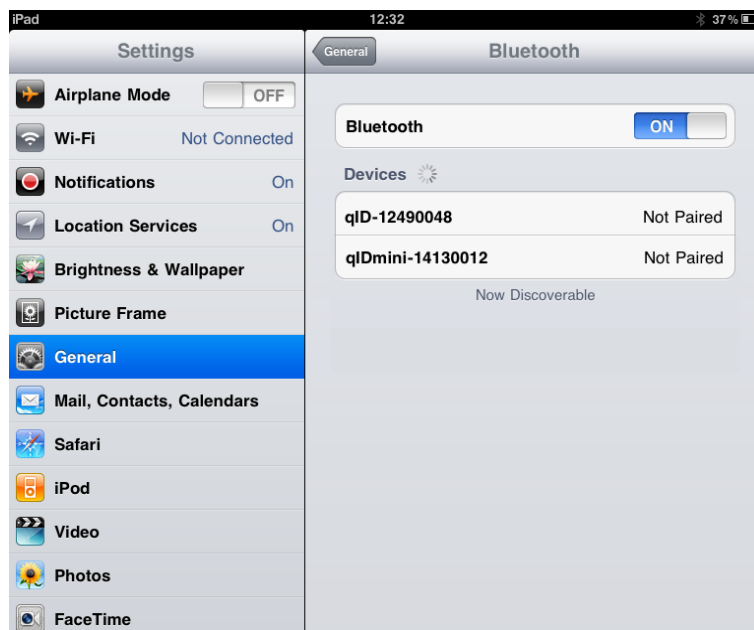 iPad 12:32 37%
Settings
General Bluetooth
Airplane Mode OFF
Wi-Fi Not Connected
Notifications On
Location Services On
Brightness & Wallpaper
Picture Frame
General
Mail, Contacts, Calendars
Safari
iPod
Video
Photos
FaceTime
Bluetooth ON
Devices
qID-12490048 Not Paired
qIDmini-14130012 Not Paired
Now Discoverable